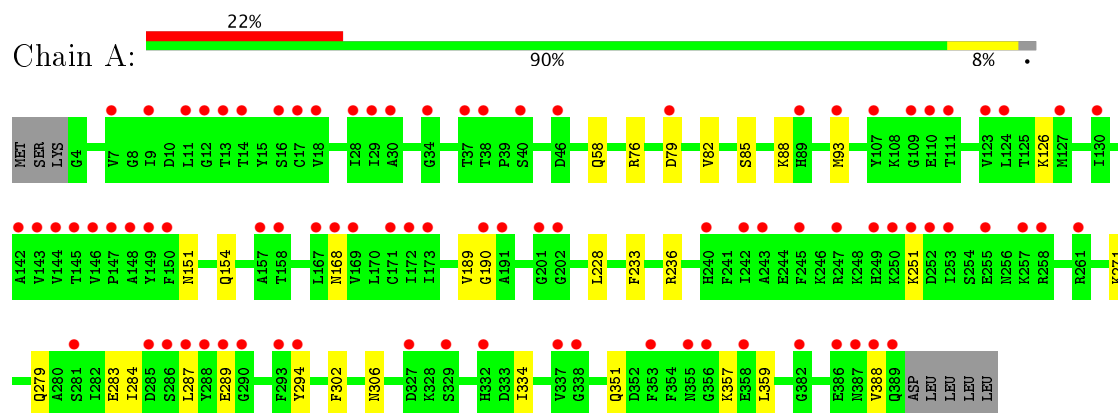 22%
Chain A:
90% 8% •
MET SER LYS G4 V7 G8 I9 D10 L11 G12 T13 T14 Y15 S16 C17 V18 I28 I29 A30 G34 T37 T38 P39 S40 D46 Q58 R76 D79 V82 S85 K88 H89 M93 Y107 K108 G109 E110 T111 V123 L124 T125 K126 M127 I130
A142 V143 V144 T145 V146 P147 A148 Y149 F150 N151 Q154 A157 T158 L167 N168 V169 L170 C171 I172 I173 V189 G190 A191 G201 G202 L228 F233 R236 H240 F241 I242 A243 E244 F245 K246 R247 K248 H249 K250 K251 D252 I253 S254 E255 N256 K257 R258 R261 K271
Q279 A280 S281 I282 E283 I284 D285 S286 L287 Y288 E289 G290 F293 Y294 F302 N306 D327 K328 S329 H332 D333 I334 V337 G338 Q351 D352 F353 F354 N355 G356 K357 E358 L359 G382 E386 N387 V388 Q389 ASP LEU LEU LEU LEU